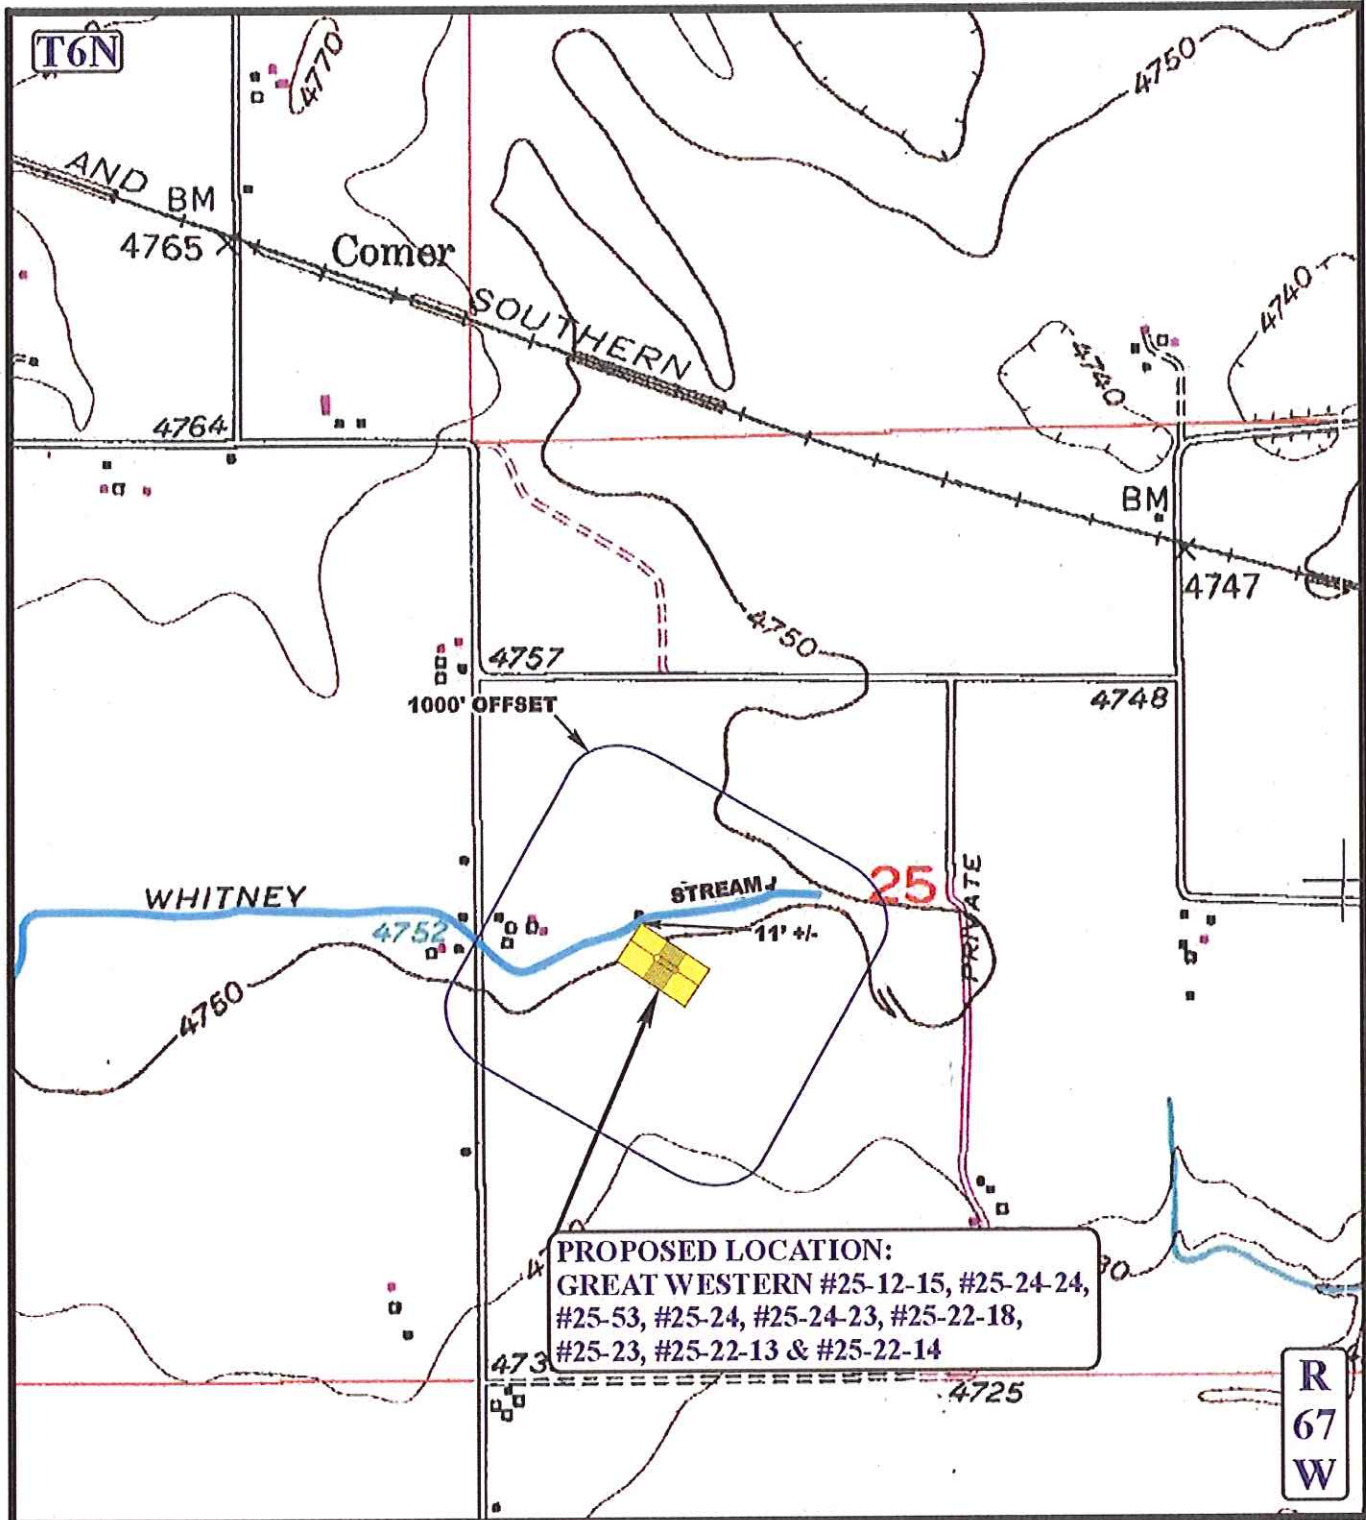 T6N
4770
4750
AND
BM
4765
Comer
SOUTHERN
4740
4740
4764
BM
4747
4750
4757
4748
1000' OFFSET
25
PRIVATE
STREAM
WHITNEY
4752
11' +/-
4750
PROPOSED LOCATION:
GREAT WESTERN #25-12-15, #25-24-24,
#25-53, #25-24, #25-24-23, #25-22-18,
#25-23, #25-22-13 & #25-22-14
473
4725
R
67
W